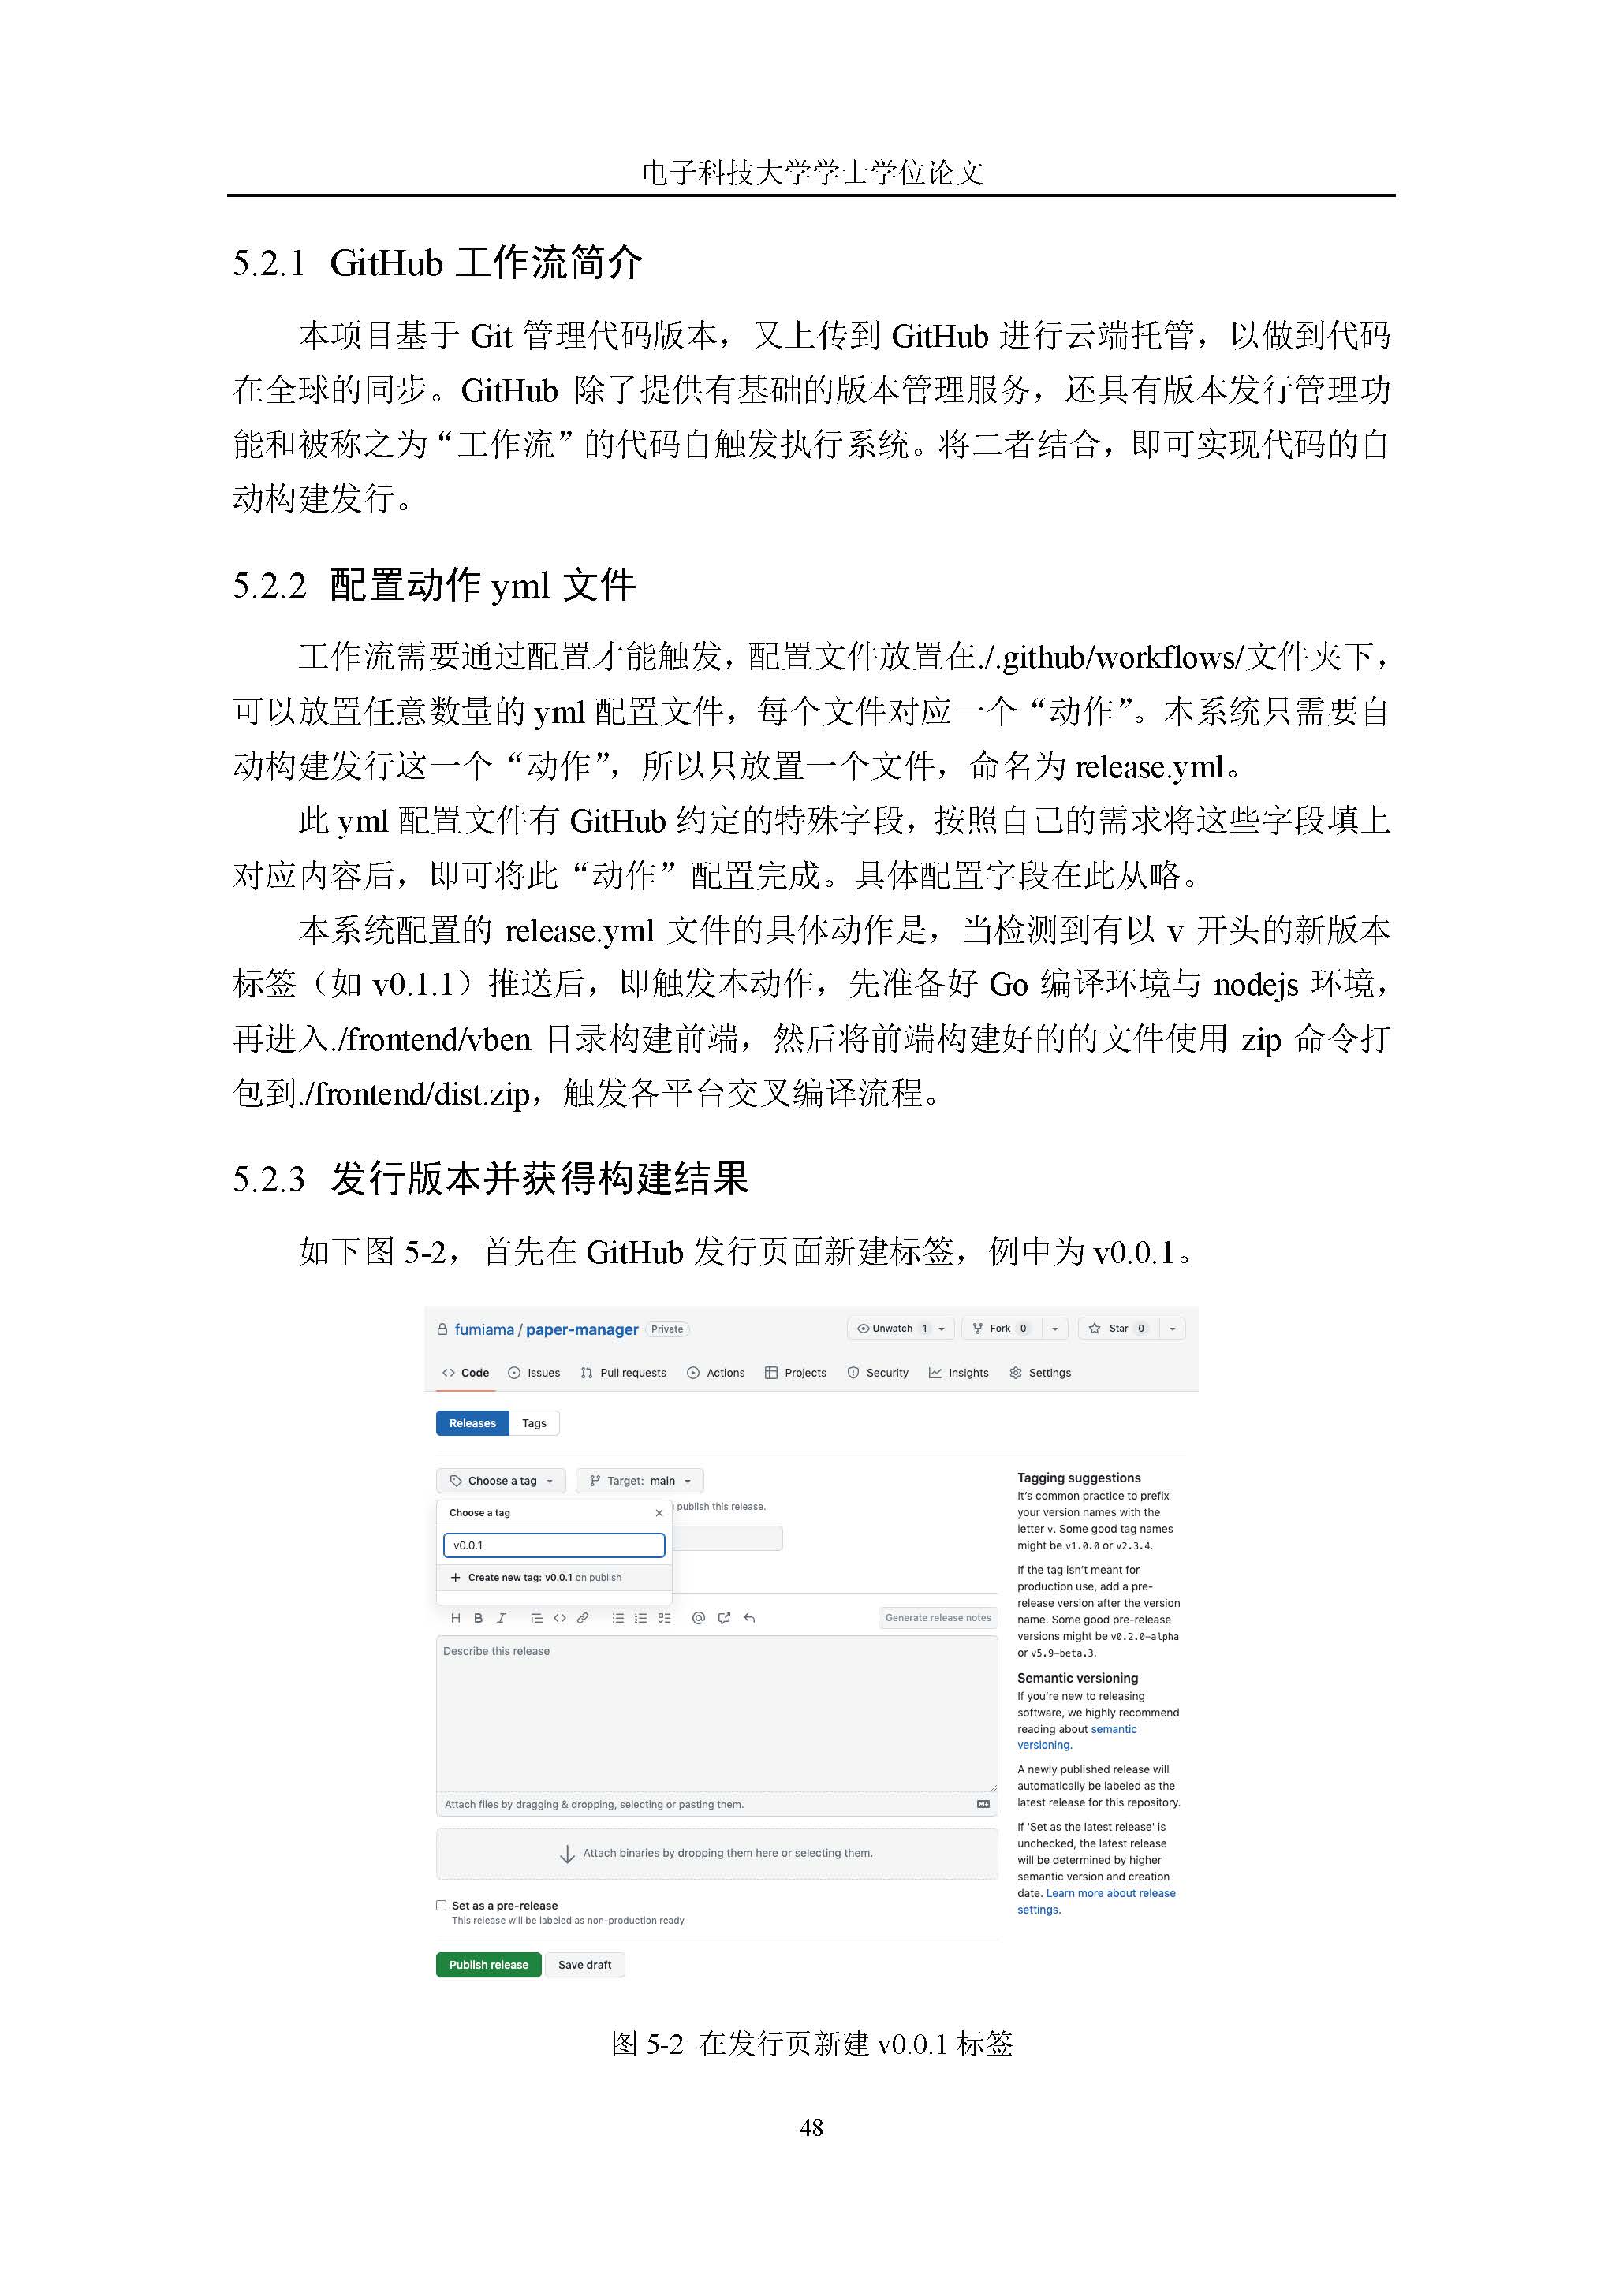 电子科技大学学士学位论文
5.2.1 GitHub 工作流简介
本项目基于 Git 管理代码版本，又上传到 GitHub 进行云端托管，以做到代码
在全球的同步。GitHub 除了提供有基础的版本管理服务，还具有版本发行管理功
能和被称之为“工作流”的代码自触发执行系统。将二者结合，即可实现代码的自
动构建发行。
5.2.2 配置动作 yml 文件
工作流需要通过配置才能触发，配置文件放置在./.github/workflows/文件夹下，
可以放置任意数量的 yml 配置文件，每个文件对应一个“动作”。本系统只需要自
动构建发行这一个“动作”，所以只放置一个文件，命名为 release.yml。
此 yml 配置文件有 GitHub 约定的特殊字段，按照自己的需求将这些字段填上
对应内容后，即可将此“动作”配置完成。具体配置字段在此从略。
本系统配置的 release.yml 文件的具体动作是，当检测到有以 v 开头的新版本
标签（如 v0.1.1）推送后，即触发本动作，先准备好 Go 编译环境与 nodejs 环境，
再进入./frontend/vben 目录构建前端，然后将前端构建好的的文件使用 zip 命令打
包到./frontend/dist.zip，触发各平台交叉编译流程。
5.2.3 发行版本并获得构建结果
如下图 5-2，首先在 GitHub 发行页面新建标签，例中为 v0.0.1。
fumiama / paper-manager Private Unwatch 1 Fork 0 Star 0
Code Issues Pull requests Actions Projects Security Insights Settings
Releases Tags
Choose a tag Target: main
publish this release.
Choose a tag
v0.0.1
Create new tag: v0.0.1 on publish
H B I Generate release notes
Describe this release
Attach files by dragging & dropping, selecting or pasting them.
Attach binaries by dropping them here or selecting them.
Set as a pre-release
This release will be labeled as non-production ready
Publish release Save draft
Tagging suggestions
It's common practice to prefix
your version names with the
letter v. Some good tag names
might be v1.0.0 or v2.3.4.
If the tag isn't meant for
production use, add a pre-
release version after the version
name. Some good pre-release
versions might be v0.2.0-alpha
or v5.9-beta.3.
Semantic versioning
If you're new to releasing
software, we highly recommend
reading about semantic
versioning.
A newly published release will
automatically be labeled as the
latest release for this repository.
If 'Set as the latest release' is
unchecked, the latest release
will be determined by higher
semantic version and creation
date. Learn more about release
settings.
图 5-2 在发行页新建 v0.0.1 标签
48